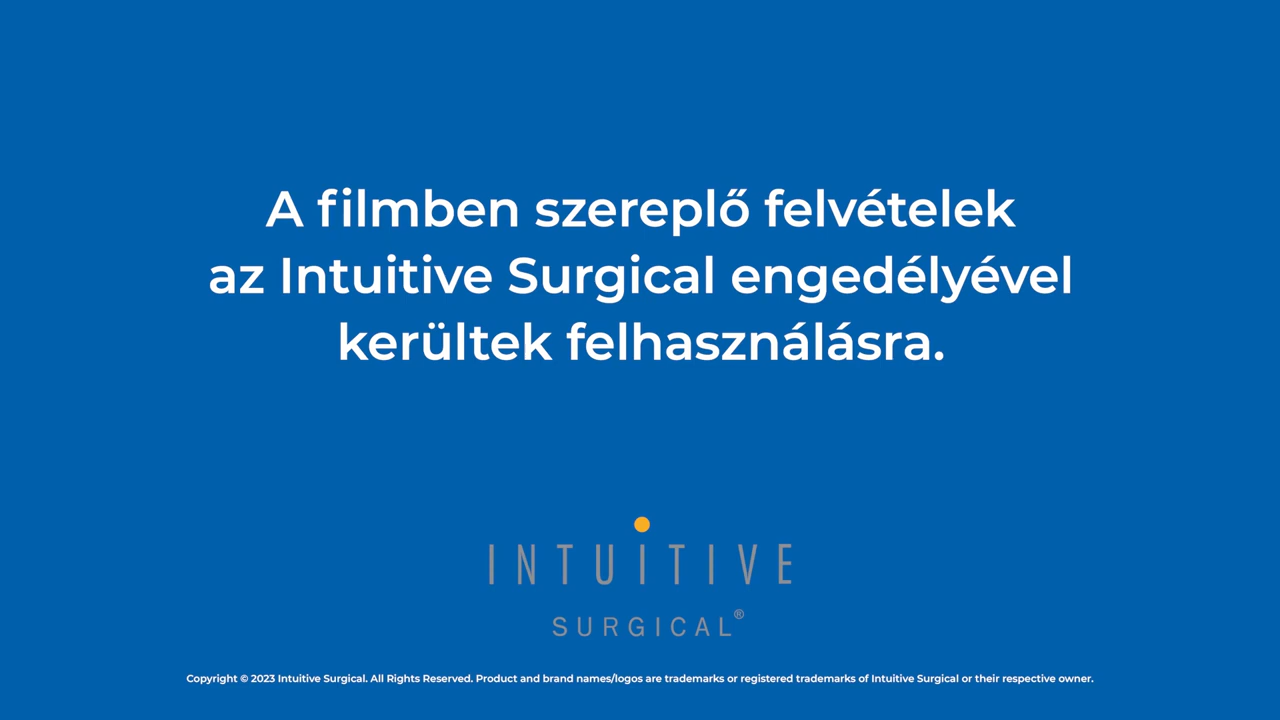 A filmben szereplő felvételek
az Intuitive Surgical engedélyével
kerültek felhasználásra.
INTUITIVE
SURGICAL®
Copyright © 2023 Intuitive Surgical. All Rights Reserved. Product and brand names/logos are trademarks or registered trademarks of Intuitive Surgical or their respective owner.